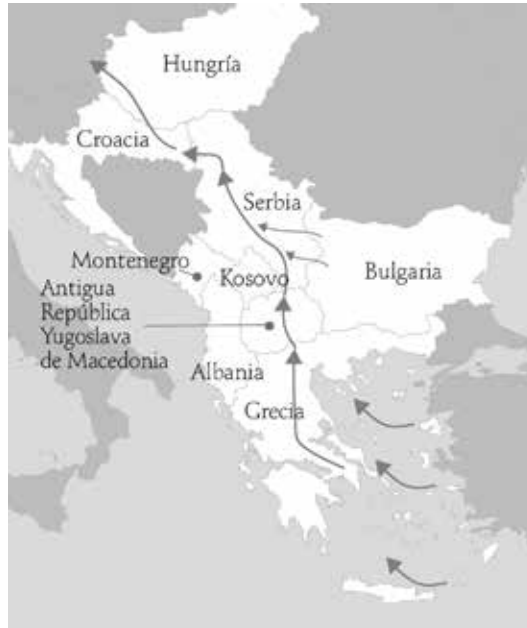 Hungría
Croacia
Serbia
Montenegro
Kosovo
Bulgaria
Antigua
República
Yugoslava
de Macedonia
Albania
Grecia